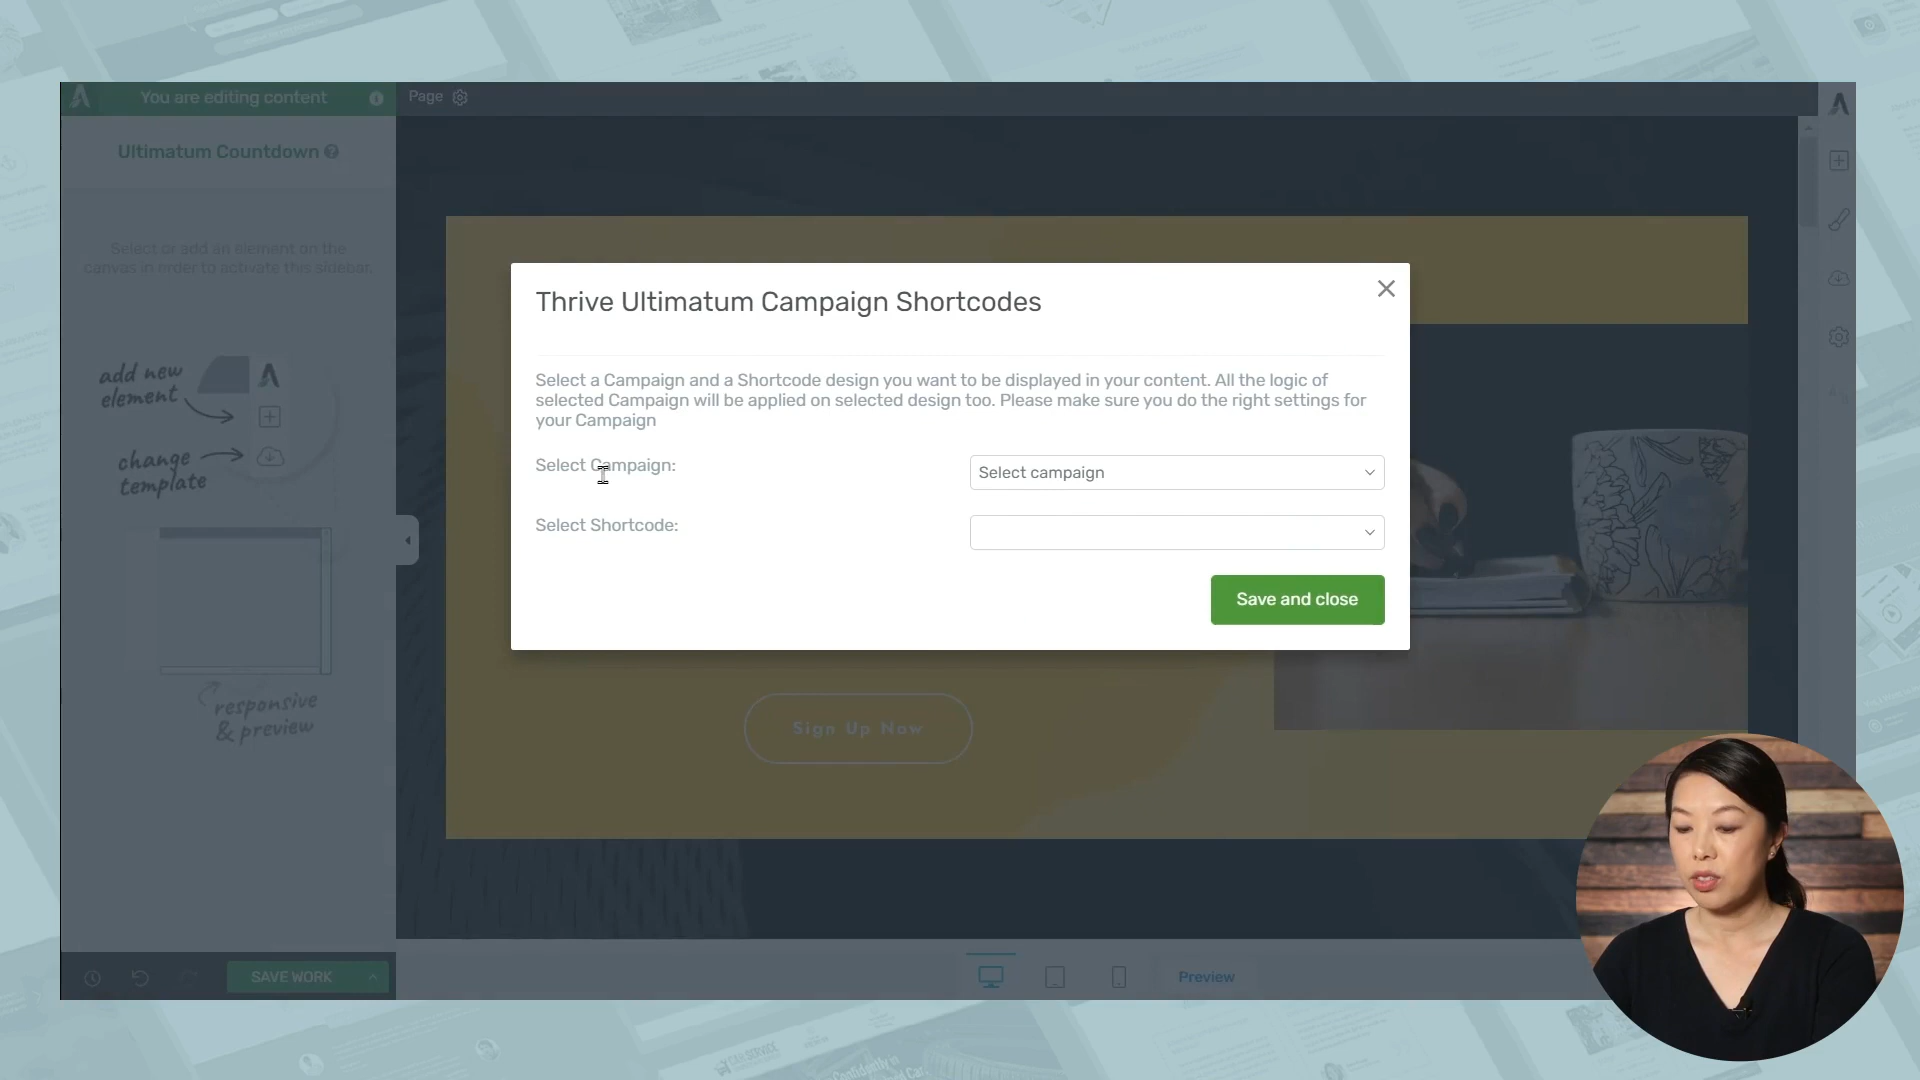 You are editing content
Page
Ultimatum Countdown
Select or add an element on the
canvas in order to activate this sidebar.
add new
element
change
template
responsive
& preview
Thrive Ultimatum Campaign Shortcodes
Select a Campaign and a Shortcode design you want to be displayed in your content. All the logic of
selected Campaign will be applied on selected design too. Please make sure you do the right settings for
your Campaign
Select Campaign:
Select campaign
Select Shortcode:
Save and close
Sign Up Now
SAVE WORK
Preview